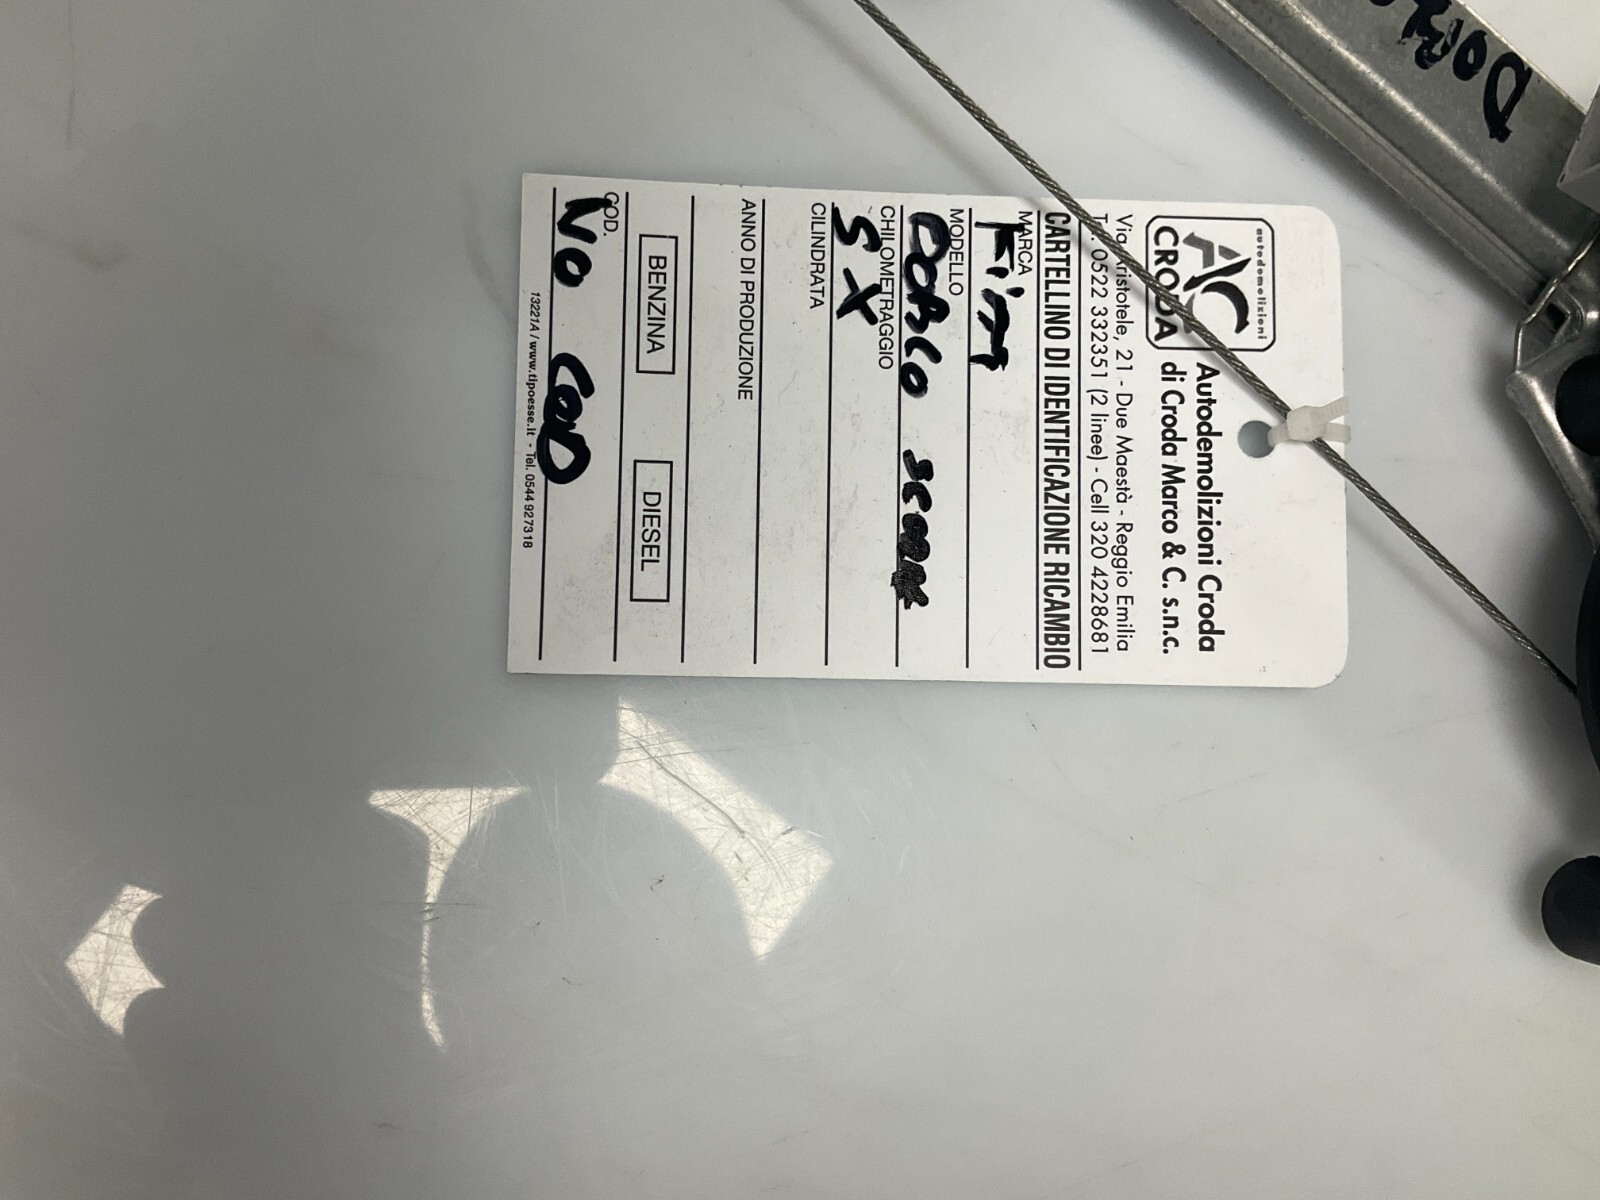 autodemolizioni
AC
CRODA
Autodemolizioni Croda
di Croda Marco & C. s.n.c.
Via Aristotele, 21 - Due Maestà - Reggio Emilia
T. 0522 332351 (2 linee) - Cell 320 4228681
CARTELLINO DI IDENTIFICAZIONE RICAMBIO
MARCA
FiAT
MODELLO
DOBLO
CHILOMETRAGGIO
SX
CILINDRATA
ANNO DI PRODUZIONE
BENZINA DIESEL
COD.
NO COD
13221A / www.tipoesse.it - Tel. 0544 927318